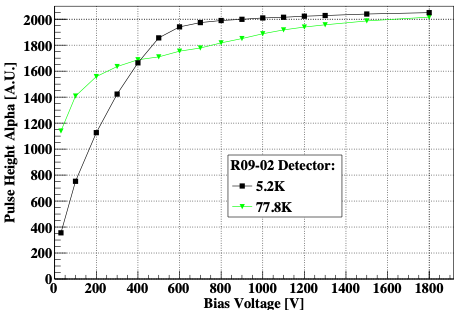 Pulse Height Alpha [A.U.]
2000
1800
1600
1400
1200
1000
800
600
400
200
0
R09-02 Detector:
5.2K
77.8K
0 200 400 600 800 1000 1200 1400 1600 1800
Bias Voltage [V]